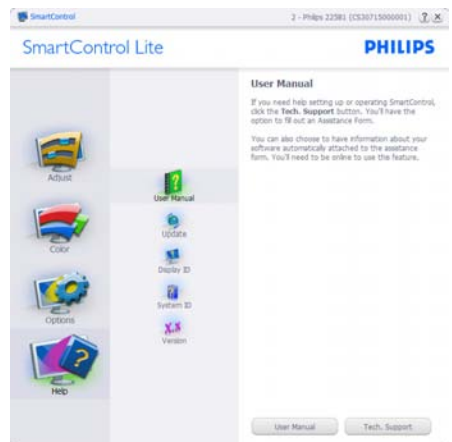 SmartControl
2 - Philips 225B1 (CS30715000001)
? X
SmartControl Lite
PHILIPS
User Manual
If you need help setting up or operating SmartControl,
click the Tech. Support button. You'll have the
option to fill out an Assistance Form.
You can also choose to have information about your
software automatically attached to the assistance
form. You'll need to be online to use the feature.
Adjust
Color
Options
Help
User Manual
Update
Display ID
System ID
X.X
Version
User Manual
Tech. Support